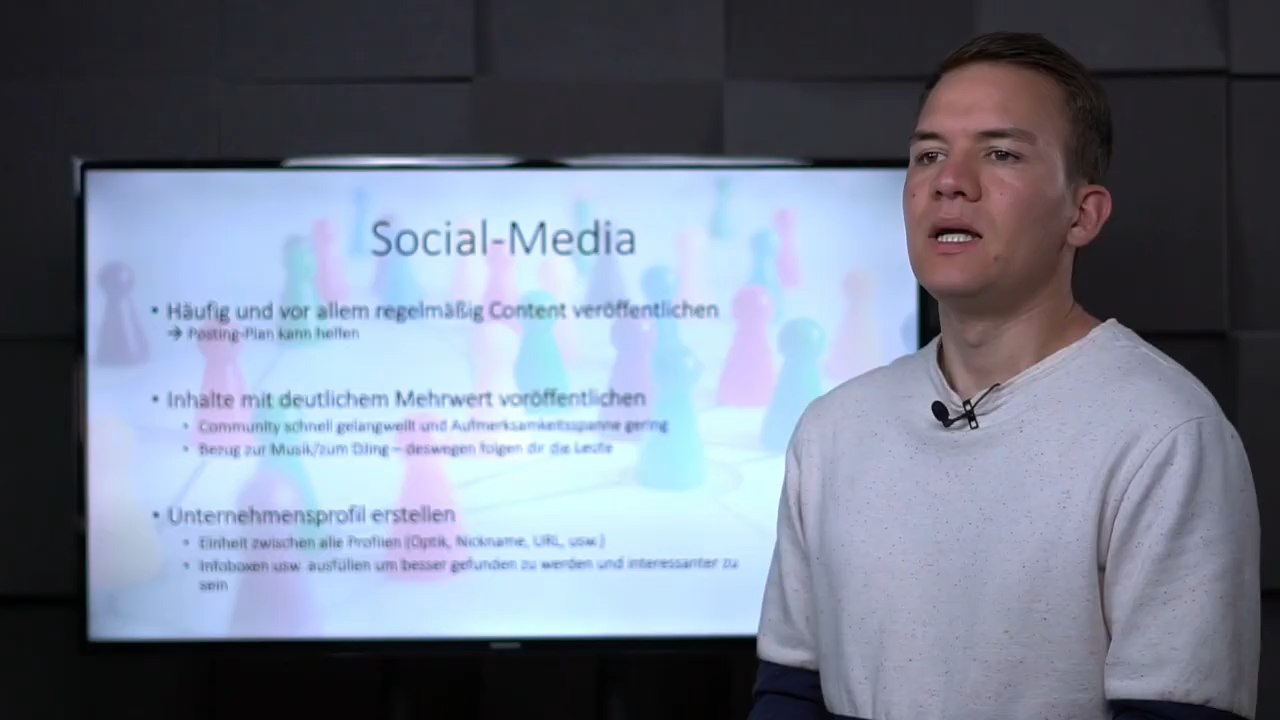 Social-Media
• Häufig und vor allem regelmäßig Content veröffentlichen
→ Posting-Plan kann helfen
• Inhalte mit deutlichem Mehrwert voröffentlichen
• Community schnell gelangweilt und Aufmerksamkeitsspanne gering
• Bezug zur Musik/zum DJing – deswegen folgen dir die Leute
• Unternehmensprofil erstellen
• Einheit zwischen alle Profilen (Optik, Nickname, URL, usw.)
• Infoboxen usw. ausfüllen um besser gefunden zu werden und interessanter zu
sein